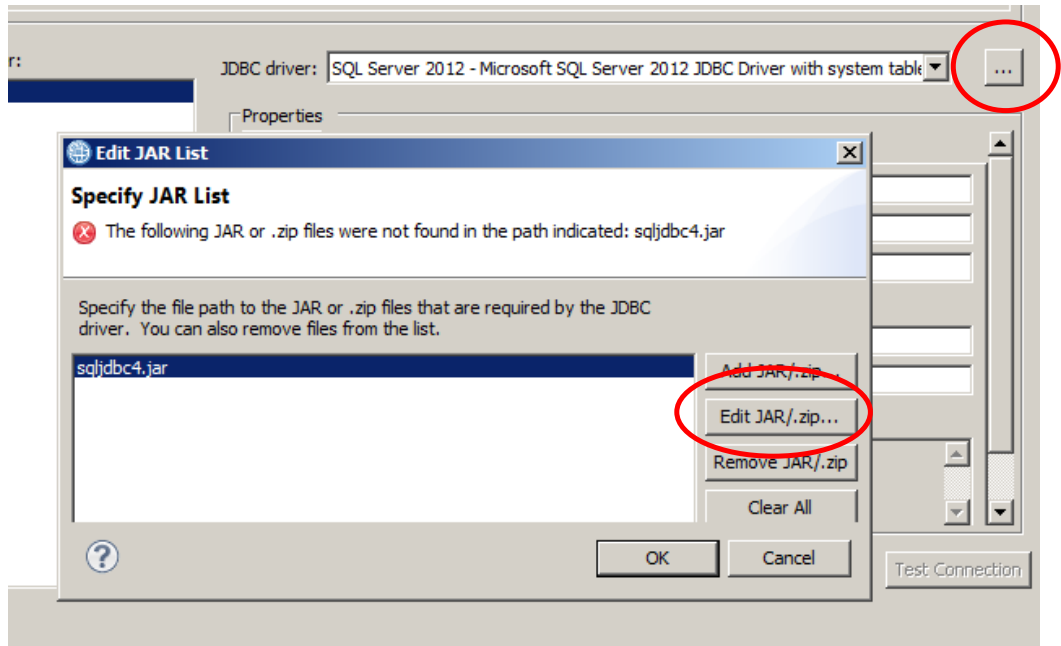 r:
JDBC driver: SQL Server 2012 - Microsoft SQL Server 2012 JDBC Driver with system table
...
Properties
Edit JAR List
Specify JAR List
The following JAR or .zip files were not found in the path indicated: sqljdbc4.jar
Specify the file path to the JAR or .zip files that are required by the JDBC
driver. You can also remove files from the list.
sqljdbc4.jar
Add JAR/.zip...
Edit JAR/.zip...
Remove JAR/.zip
Clear All
?
OK
Cancel
Test Connection